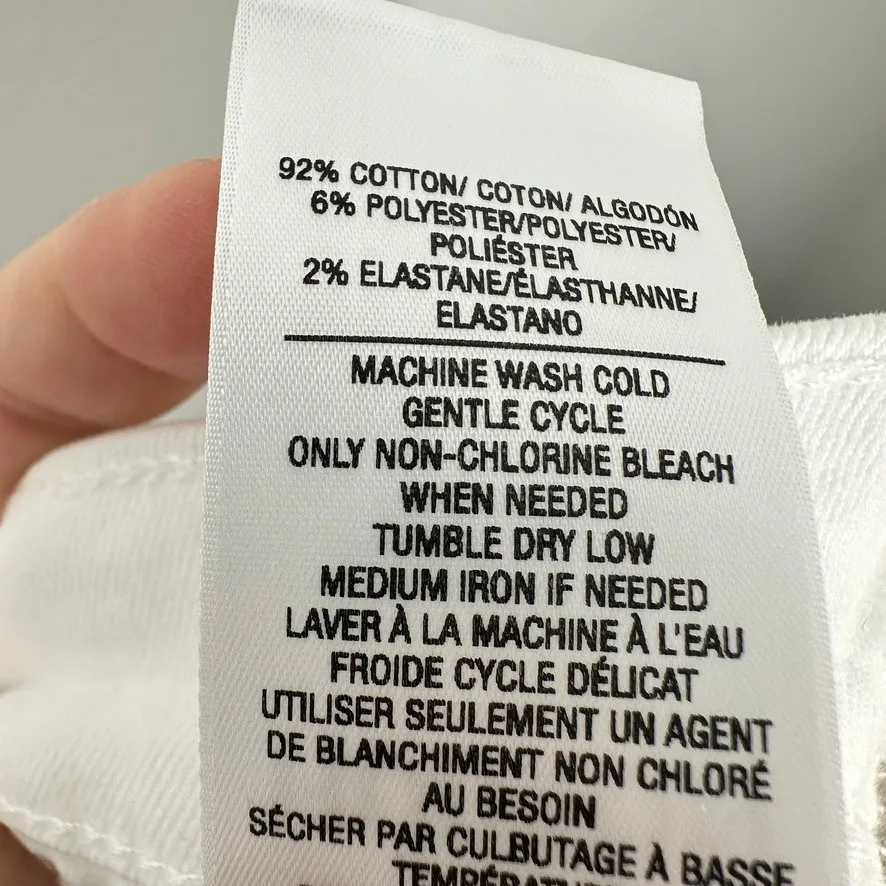 92% COTTON/ COTON/ ALGODÓN
6% POLYESTER/POLYESTER/
POLIÉSTER
2% ELASTANE/ÉLASTHANNE/
ELASTANO
MACHINE WASH COLD
GENTLE CYCLE
ONLY NON-CHLORINE BLEACH
WHEN NEEDED
TUMBLE DRY LOW
MEDIUM IRON IF NEEDED
LAVER À LA MACHINE À L'EAU
FROIDE CYCLE DÉLICAT
UTILISER SEULEMENT UN AGENT
DE BLANCHIMENT NON CHLORÉ
AU BESOIN
SÉCHER PAR CULBUTAGE À BASSE